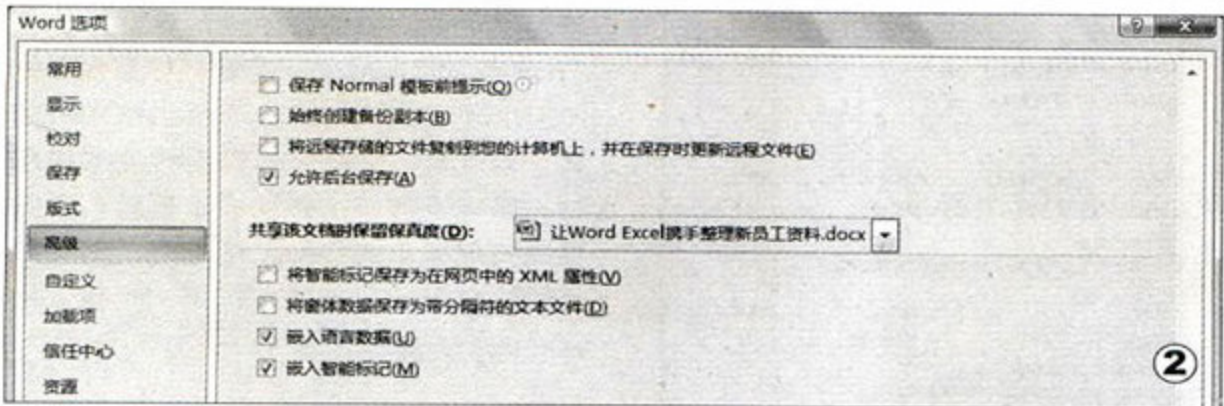 Word 选项
常用
显示
校对
保存
版式
高级
自定义
加载项
信任中心
资源
保存 Normal 模板前提示(O)
始终创建备份副本(B)
将远程存储的文件复制到您的计算机上，并在保存时更新远程文件(E)
允许后台保存(A)
共享该文档时保留保真度(D): 让Word Excel携手整理新员工资料.docx
将智能标记保存为在网页中的 XML 属性(V)
将窗体数据保存为带分隔符的文本文件(D)
嵌入语言数据(U)
嵌入智能标记(M)
2